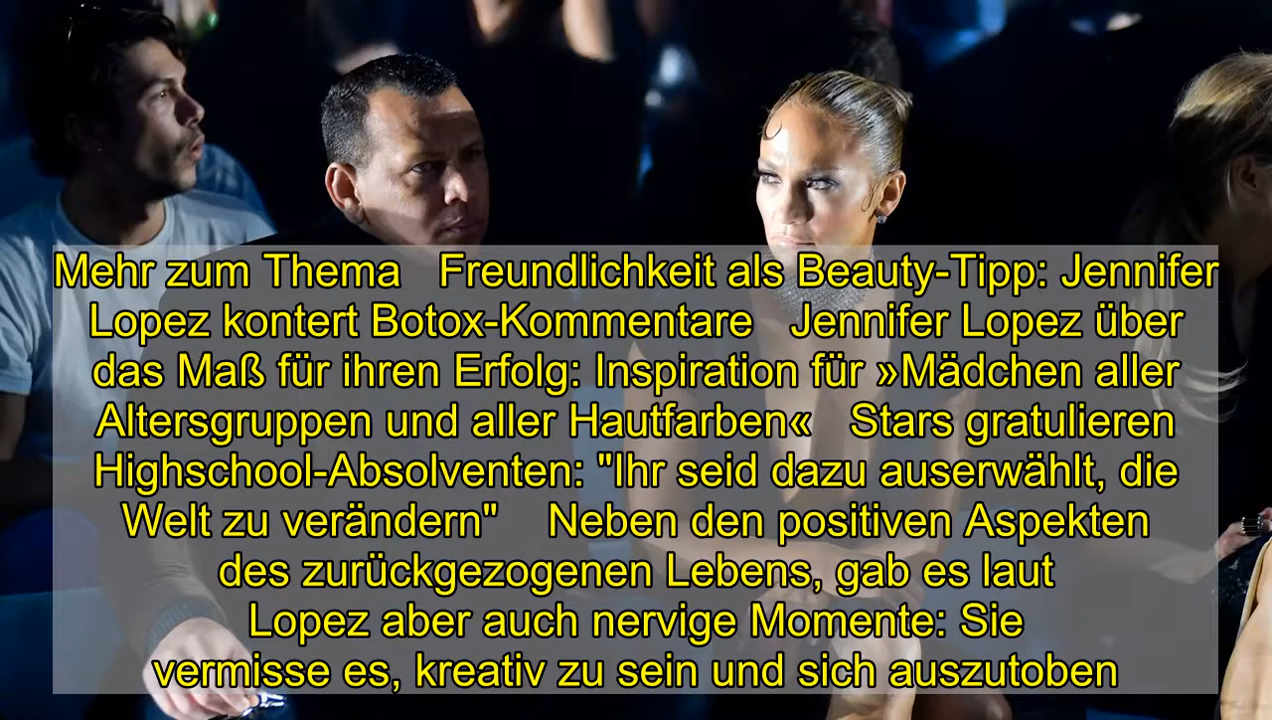 Mehr zum Thema   Freundlichkeit als Beauty-Tipp: Jennifer
Lopez kontert Botox-Kommentare   Jennifer Lopez über
das Maß für ihren Erfolg: Inspiration für »Mädchen aller
Altersgruppen und aller Hautfarben«   Stars gratulieren
Highschool-Absolventen: "Ihr seid dazu auserwählt, die
Welt zu verändern"    Neben den positiven Aspekten
des zurückgezogenen Lebens, gab es laut
Lopez aber auch nervige Momente: Sie
vermisse es, kreativ zu sein und sich auszutoben